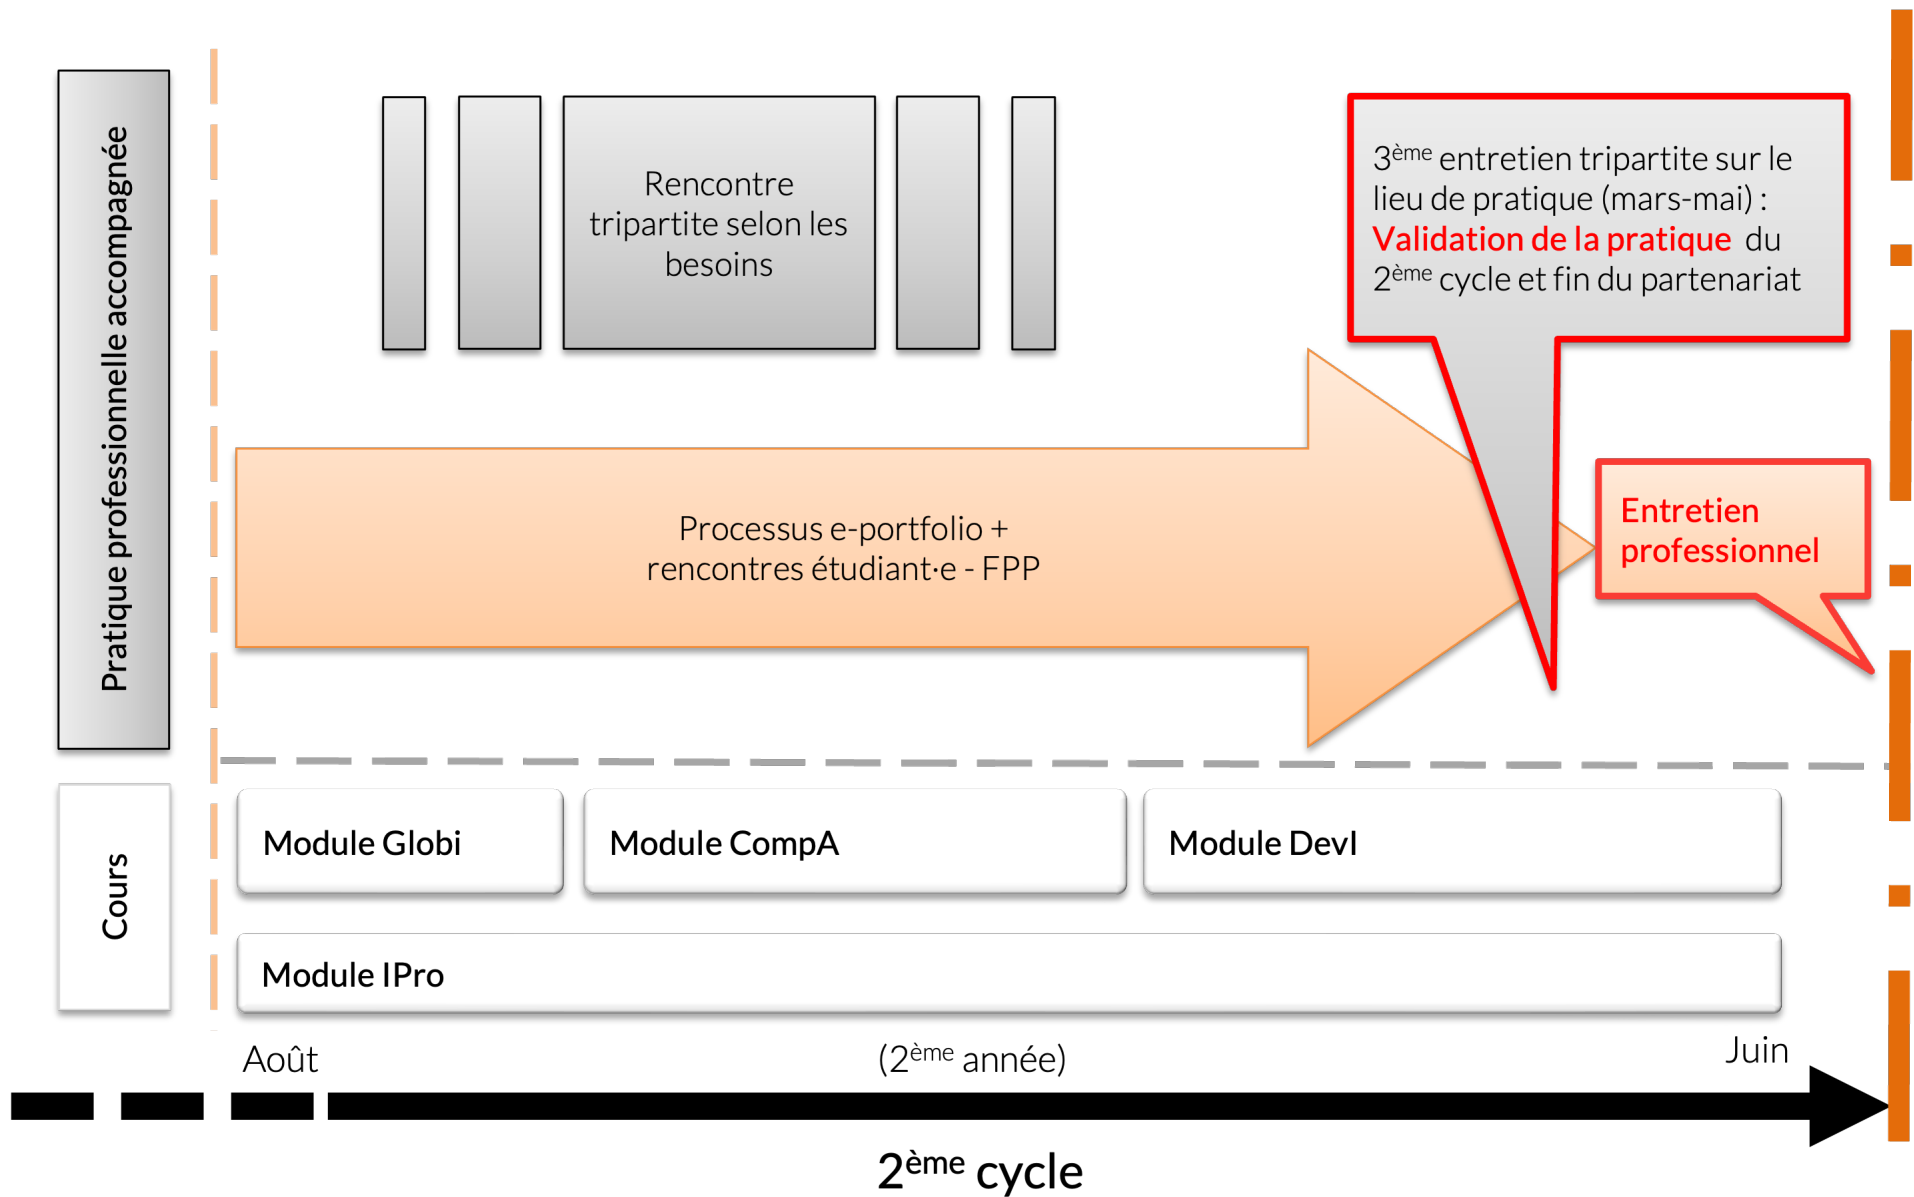 Pratique professionnelle accompagnée
Rencontre
tripartite selon les
besoins
3ème entretien tripartite sur le
lieu de pratique (mars-mai) :
Validation de la pratique du
2ème cycle et fin du partenariat
Processus e-portfolio +
rencontres étudiant·e - FPP
Entretien
professionnel
Cours
Module Globi
Module CompA
Module DevI
Module IPro
Août
(2ème année)
Juin
2ème cycle